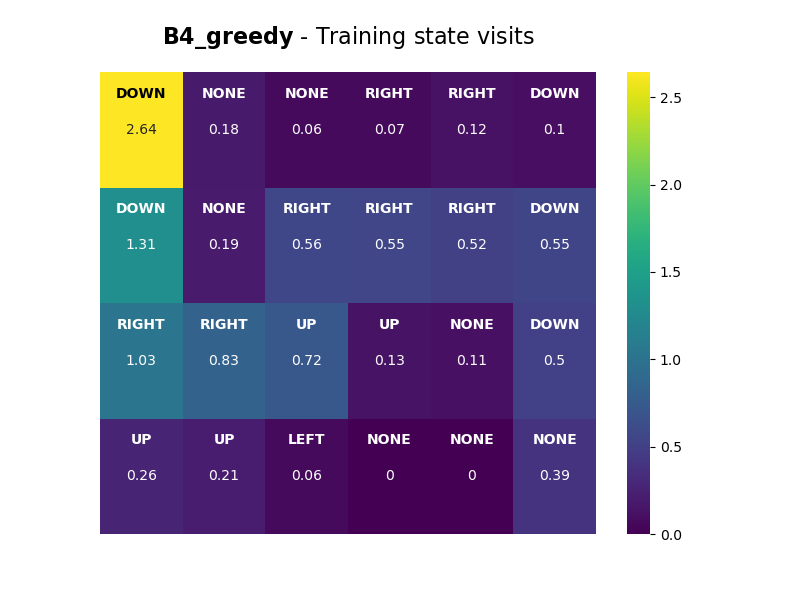 B4_greedy - Training state visits
DOWN NONE NONE RIGHT RIGHT DOWN
2.64 0.18 0.06 0.07 0.12 0.1
DOWN NONE RIGHT RIGHT RIGHT DOWN
1.31 0.19 0.56 0.55 0.52 0.55
RIGHT RIGHT UP UP NONE DOWN
1.03 0.83 0.72 0.13 0.11 0.5
UP UP LEFT NONE NONE NONE
0.26 0.21 0.06 0 0 0.39
2.5
2.0
1.5
1.0
0.5
0.0